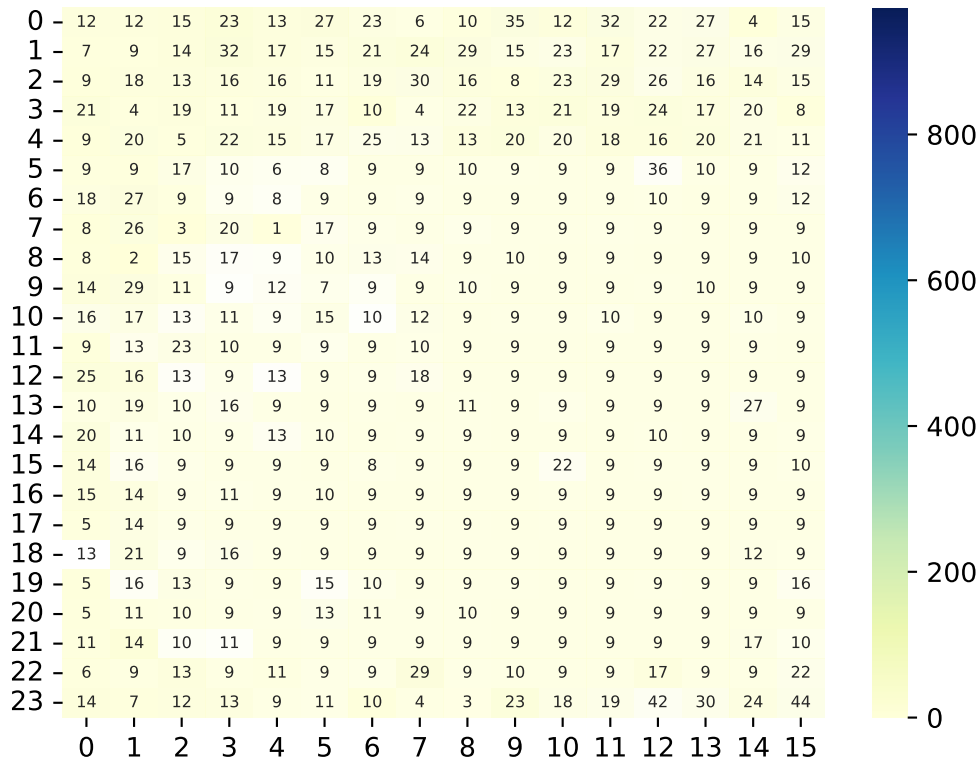 0 12 12 15 23 13 27 23 6 10 35 12 32 22 27 4 15
1 7 9 14 32 17 15 21 24 29 15 23 17 22 27 16 29
2 9 18 13 16 16 11 19 30 16 8 23 29 26 16 14 15
3 21 4 19 11 19 17 10 4 22 13 21 19 24 17 20 8
4 9 20 5 22 15 17 25 13 13 20 20 18 16 20 21 11
5 9 9 17 10 6 8 9 9 10 9 9 9 36 10 9 12
6 18 27 9 9 8 9 9 9 9 9 9 9 10 9 9 12
7 8 26 3 20 1 17 9 9 9 9 9 9 9 9 9 9
8 8 2 15 17 9 10 13 14 9 10 9 9 9 9 9 10
9 14 29 11 9 12 7 9 9 10 9 9 9 9 10 9 9
10 16 17 13 11 9 15 10 12 9 9 9 10 9 9 10 9
11 9 13 23 10 9 9 9 10 9 9 9 9 9 9 9 9
12 25 16 13 9 13 9 9 18 9 9 9 9 9 9 9 9
13 10 19 10 16 9 9 9 9 11 9 9 9 9 9 27 9
14 20 11 10 9 13 10 9 9 9 9 9 9 10 9 9 9
15 14 16 9 9 9 9 8 9 9 9 22 9 9 9 9 10
16 15 14 9 11 9 10 9 9 9 9 9 9 9 9 9 9
17 5 14 9 9 9 9 9 9 9 9 9 9 9 9 9 9
18 13 21 9 16 9 9 9 9 9 9 9 9 9 9 12 9
19 5 16 13 9 9 15 10 9 9 9 9 9 9 9 9 16
20 5 11 10 9 9 13 11 9 10 9 9 9 9 9 9 9
21 11 14 10 11 9 9 9 9 9 9 9 9 9 9 17 10
22 6 9 13 9 11 9 9 29 9 10 9 9 17 9 9 22
23 14 7 12 13 9 11 10 4 3 23 18 19 42 30 24 44
0 1 2 3 4 5 6 7 8 9 10 11 12 13 14 15
800
600
400
200
0